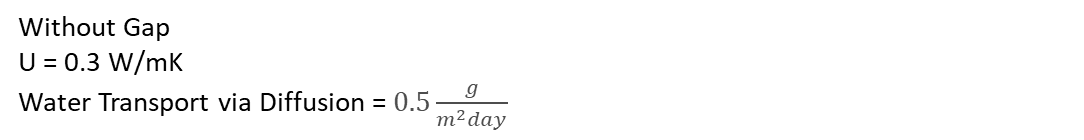 Without Gap
U = 0.3 W/mK
Water Transport via Diffusion = 0.5 g/m²day